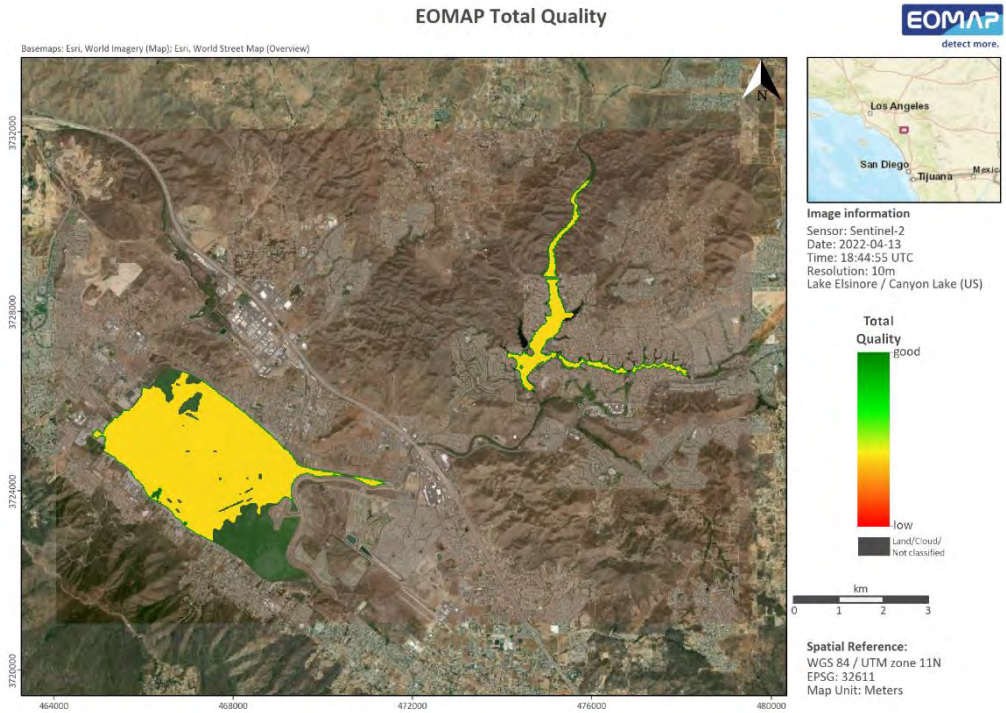 EOMAP Total Quality
EOMAP
detect more.
Basemaps: Esri, World Imagery (Map); Esri, World Street Map (Overview)
N
3732000
3728000
3724000
3720000
464000
468000
472000
476000
480000
Los Angeles
San Diego
Tijuana
Mexic
Image information
Sensor: Sentinel-2
Date: 2022-04-13
Time: 18:44:55 UTC
Resolution: 10m
Lake Elsinore / Canyon Lake (US)
Total
Quality
good
low
Land/Cloud/
Not classified
km
0 1 2 3
Spatial Reference:
WGS 84 / UTM zone 11N
EPSG: 32611
Map Unit: Meters